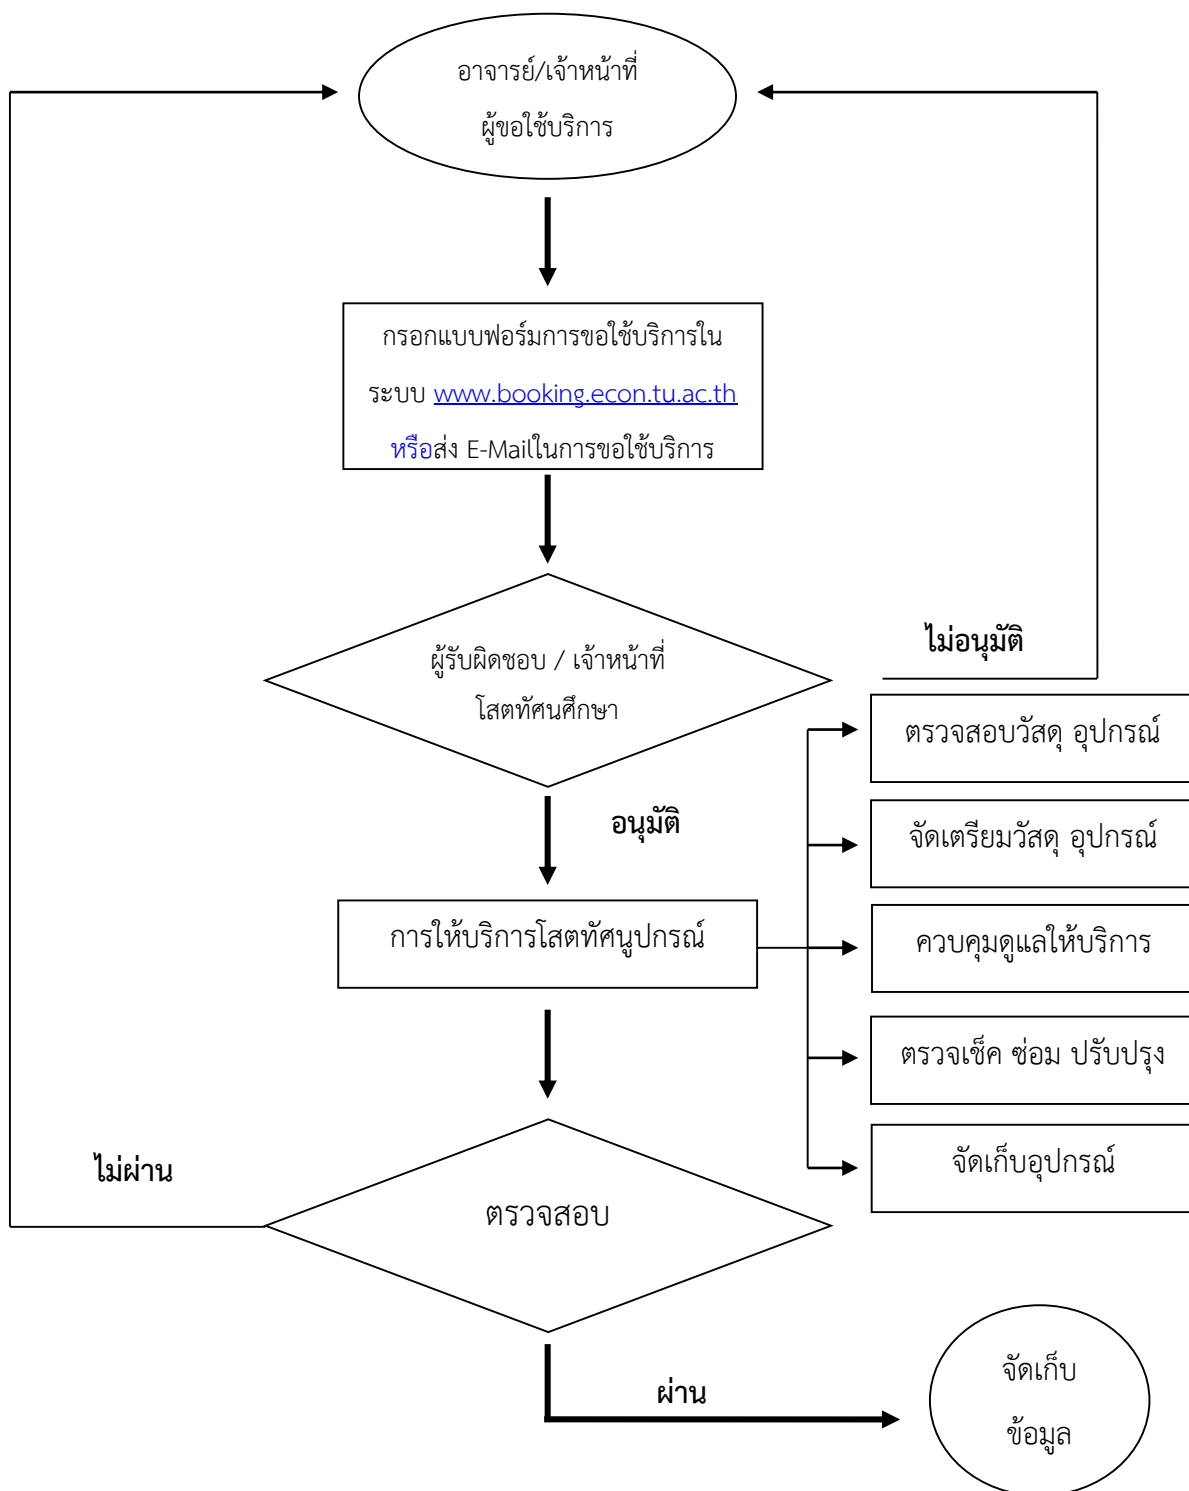 อาจารย์/เจ้าหน้าที่
ผู้ขอใช้บริการ
กรอกแบบฟอร์มการขอใช้บริการใน
ระบบ www.booking.econ.tu.ac.th
หรือส่ง E-Mailในการขอใช้บริการ
ไม่อนุมัติ
ผู้รับผิดชอบ / เจ้าหน้าที่
โสตทัศนศึกษา
ตรวจสอบวัสดุ อุปกรณ์
อนุมัติ
จัดเตรียมวัสดุ อุปกรณ์
การให้บริการโสตทัศนูปกรณ์
ควบคุมดูแลให้บริการ
ตรวจเช็ค ซ่อม ปรับปรุง
จัดเก็บอุปกรณ์
ไม่ผ่าน
ตรวจสอบ
ผ่าน
จัดเก็บ
ข้อมูล